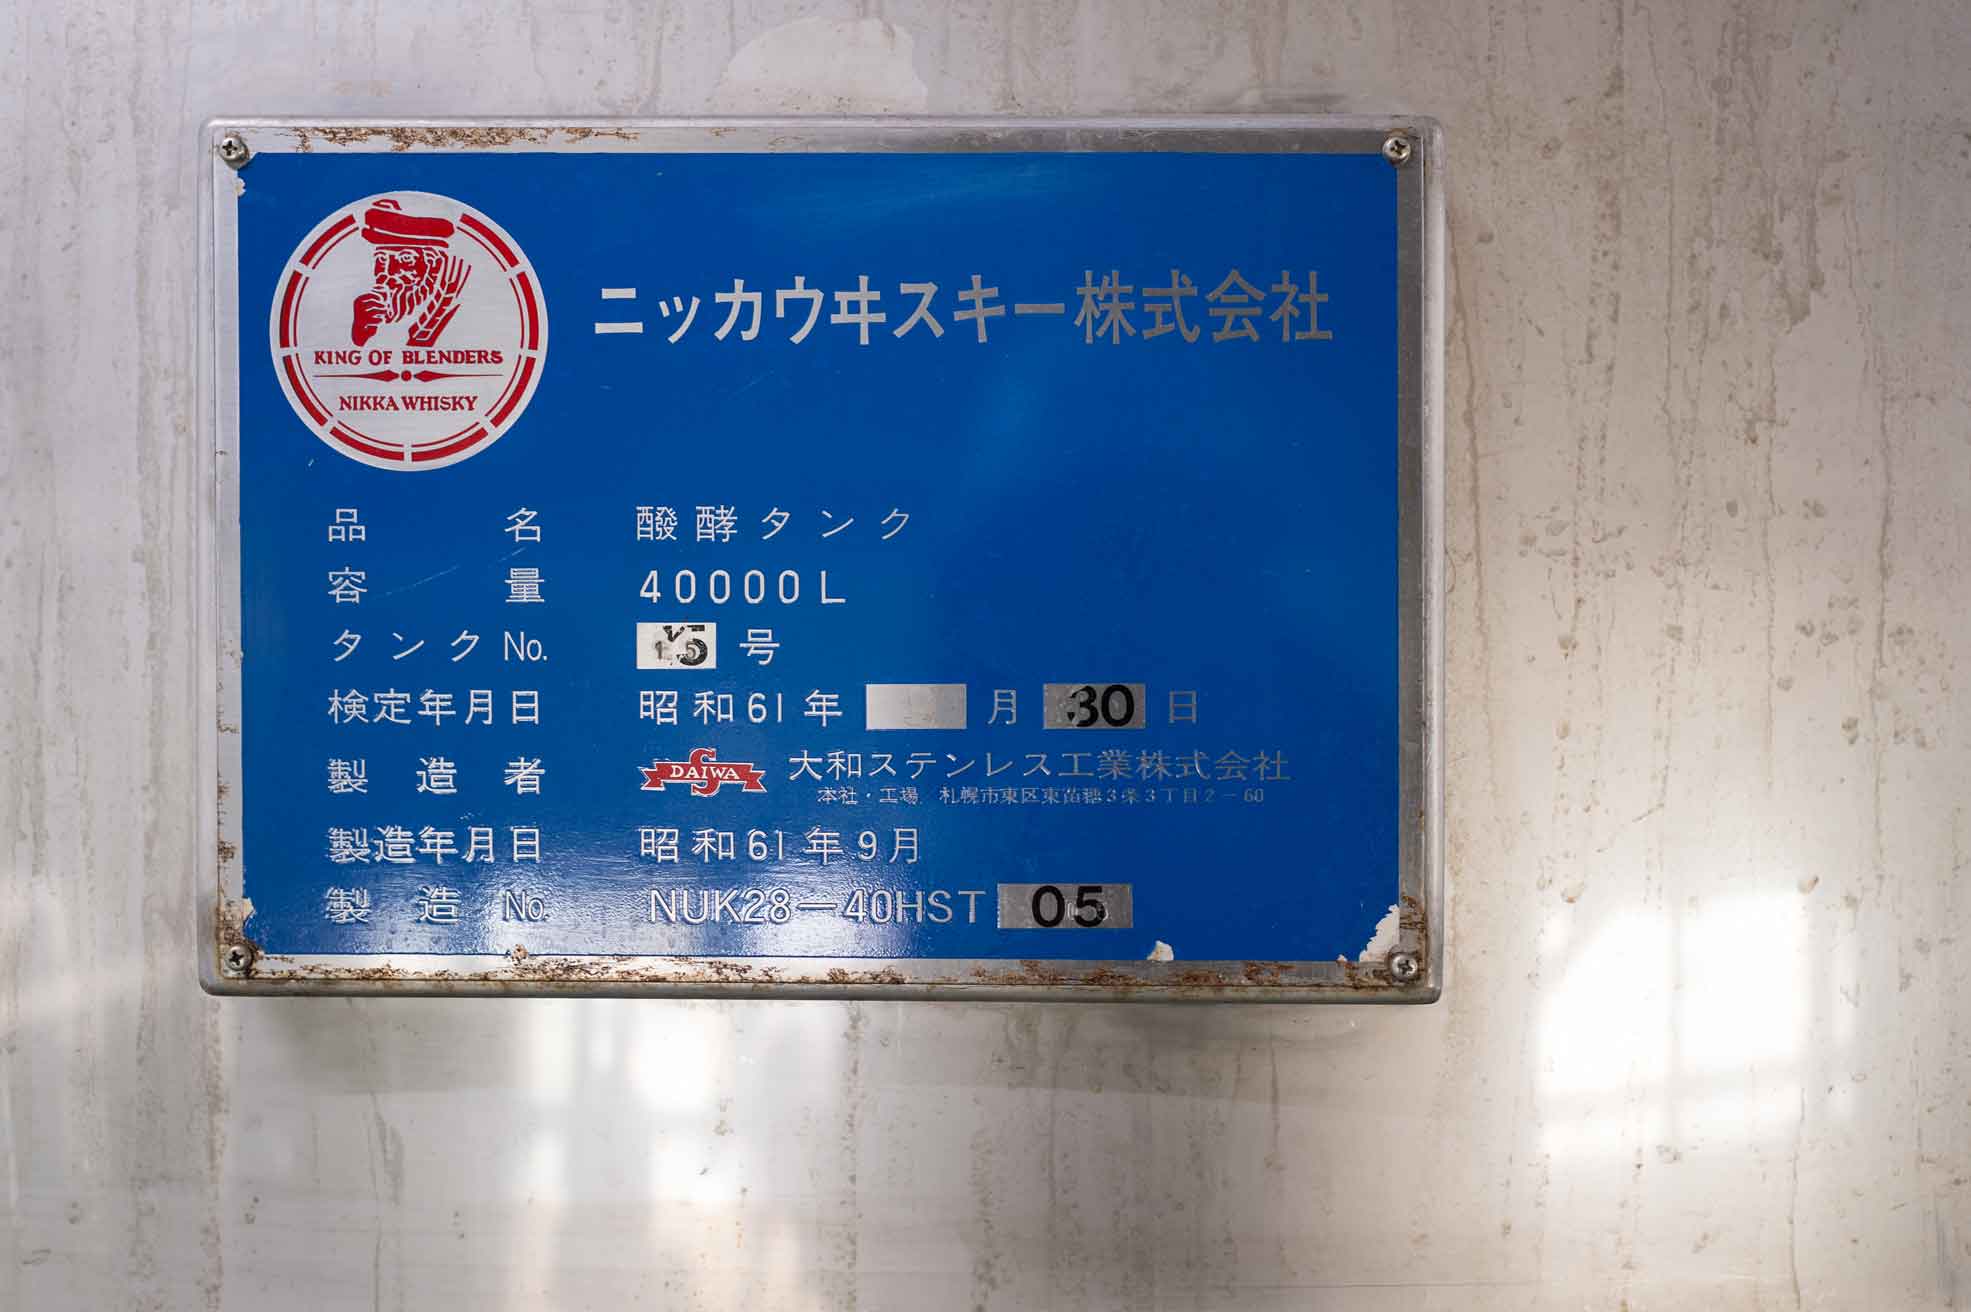 KING OF BLENDERS
NIKKA WHISKY
ニッカウヰスキー株式会社
品名 醱酵タンク
容量 40000L
タンクNo. 号
検定年月日 昭和61年 月 30日
製造者 DAIWA S 大和ステンレス工業株式会社
本社・工場 札幌市東区東苗穂3条3丁目2-60
製造年月日 昭和61年9月
製造No. NUK28-40HST 05